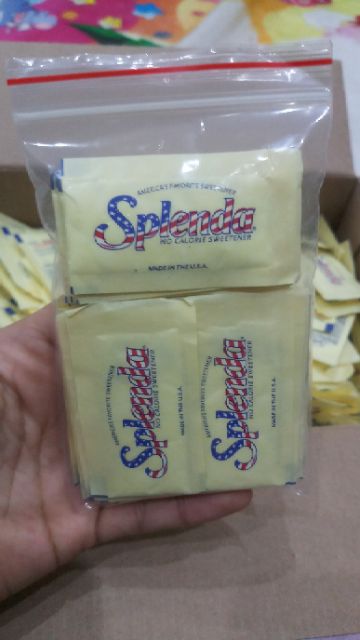 AMERICA'S FAVORITE SWEETENER
Splenda®
NO CALORIE SWEETENER
MADE IN THE U.S.A.
AMERICA'S FAVORITE SWEETENER
Splenda®
NO CALORIE SWEETENER
MADE IN THE U.S.A.
AMERICA'S FAVORITE SWEETENER
Splenda®
NO CALORIE SWEETENER
MADE IN THE U.S.A.